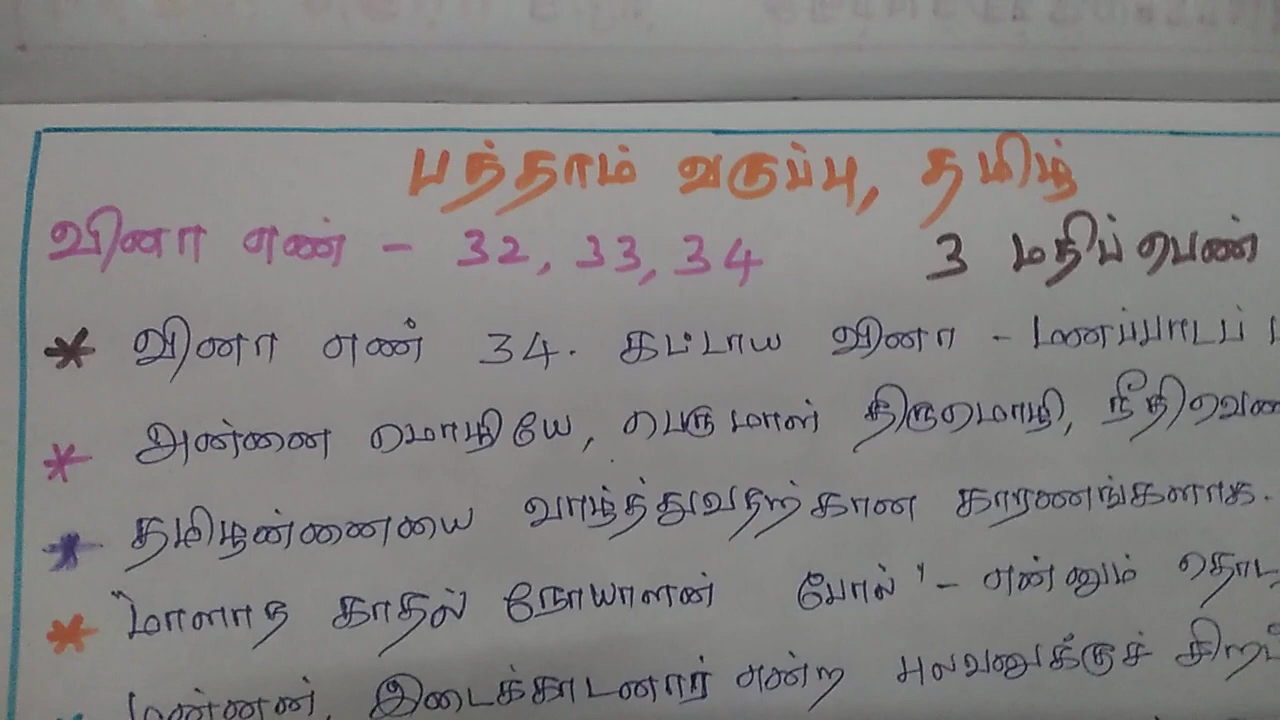 பத்தாம் வகுப்பு, தமிழ்
வினா எண் - 32, 33, 34 3 மதிப்பெண்
* வினா எண் 34. கட்டாய வினா - மனப்பாடப்
* அன்னை மொழியே, பெருமாள் திருமொழி, நீதிவெண
* தமிழன்னையை வாழ்த்துவதற்கான காரணங்களாக
* "மாளாத காதல் நோயாளன் போல்" - என்னும் தொட
மன்னன், இடைக்காடனார் என்ற புலவனுக்குச் சிறப்